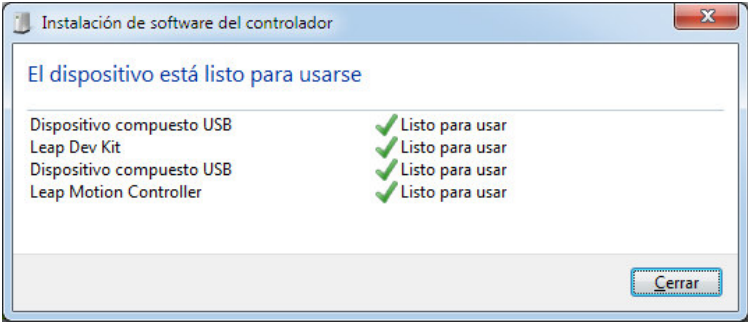 Instalación de software del controlador
El dispositivo está listo para usarse
Dispositivo compuesto USB Listo para usar
Leap Dev Kit Listo para usar
Dispositivo compuesto USB Listo para usar
Leap Motion Controller Listo para usar
Cerrar